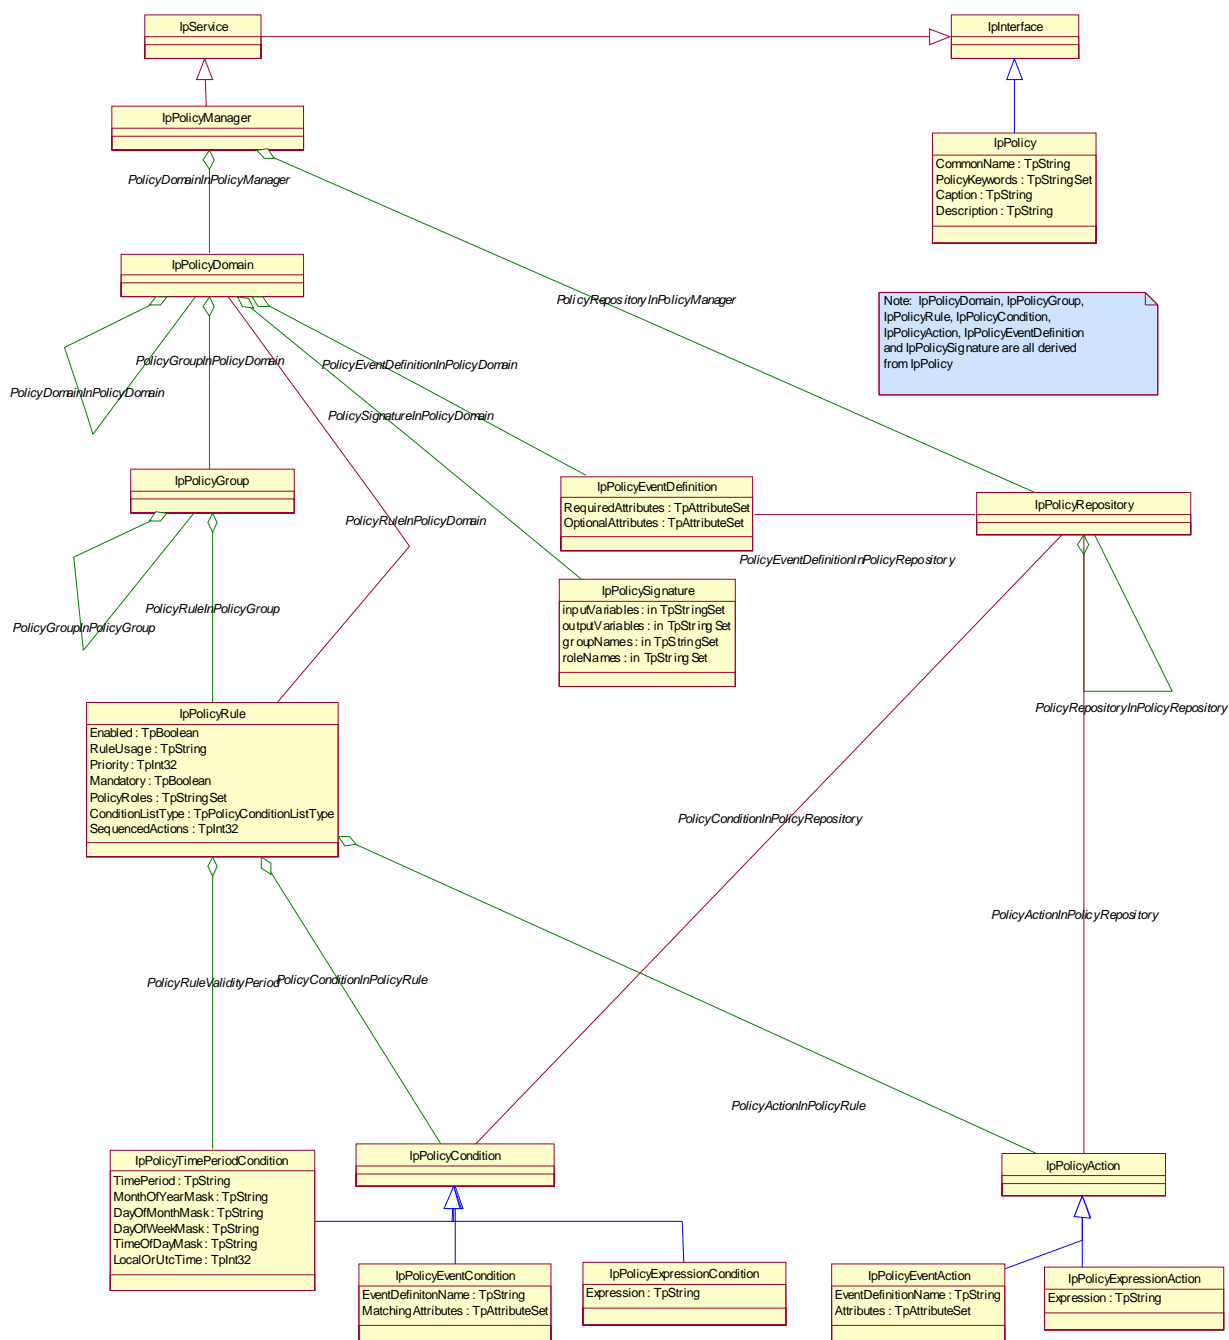 IpService
IpInterface
IpPolicyManager
IpPolicy
CommonName : TpString
PolicyKeywords : TpStringSet
Caption : TpString
Description : TpString
PolicyDomainInPolicyManager
IpPolicyDomain
PolicyRepositoryInPolicyManager
Note: IpPolicyDomain, IpPolicyGroup,
IpPolicyRule, IpPolicyCondition,
IpPolicyAction, IpPolicyEventDefinition
and IpPolicySignature are all derived
from IpPolicy
PolicyGroupInPolicyDomain
PolicyEventDefinitionInPolicyDomain
PolicyDomainInPolicyDomain
PolicySignatureInPolicyDomain
IpPolicyGroup
IpPolicyEventDefinition
RequiredAttributes : TpAttributeSet
OptionalAttributes : TpAttributeSet
IpPolicyRepository
PolicyRuleInPolicyDomain
PolicyEventDefinitionInPolicyRepository
IpPolicySignature
inputVariables : in TpStringSet
outputVariables : in TpString Set
groupNames : in TpStringSet
roleNames : in TpString Set
PolicyRuleInPolicyGroup
PolicyGroupInPolicyGroup
PolicyRepositoryInPolicyRepository
IpPolicyRule
Enabled : TpBoolean
RuleUsage : TpString
Priority : TpInt32
Mandatory : TpBoolean
PolicyRoles : TpStringSet
ConditionListType : TpPolicyConditionListType
SequencedActions : TpInt32
PolicyConditionInPolicyRepository
PolicyActionInPolicyRepository
PolicyRuleValidityPeriod
PolicyConditionInPolicyRule
PolicyActionInPolicyRule
IpPolicyTimePeriodCondition
TimePeriod : TpString
MonthOfYearMask : TpString
DayOfMonthMask : TpString
DayOfWeekMask : TpString
TimeOfDayMask : TpString
LocalOrUtcTime : TpInt32
IpPolicyCondition
IpPolicyAction
IpPolicyEventCondition
EventDefinitonName : TpString
MatchingAttributes : TpAttributeSet
IpPolicyExpressionCondition
Expression : TpString
IpPolicyEventAction
EventDefinitionName : TpString
Attributes : TpAttributeSet
IpPolicyExpressionAction
Expression : TpString